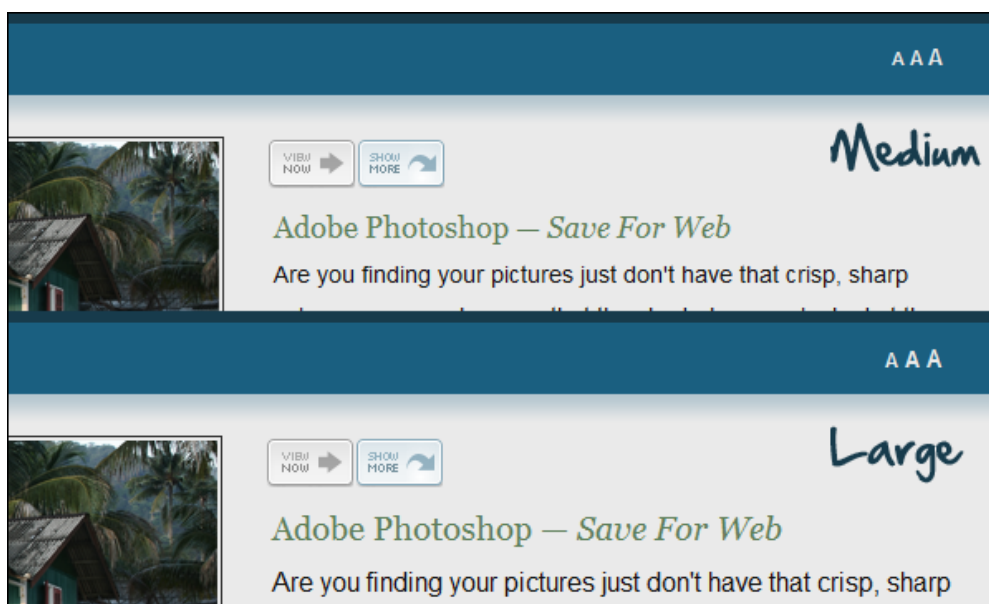 A A A
Medium
VIEW NOW
SHOW MORE
Adobe Photoshop — Save For Web
Are you finding your pictures just don't have that crisp, sharp
A A A
Large
VIEW NOW
SHOW MORE
Adobe Photoshop — Save For Web
Are you finding your pictures just don't have that crisp, sharp